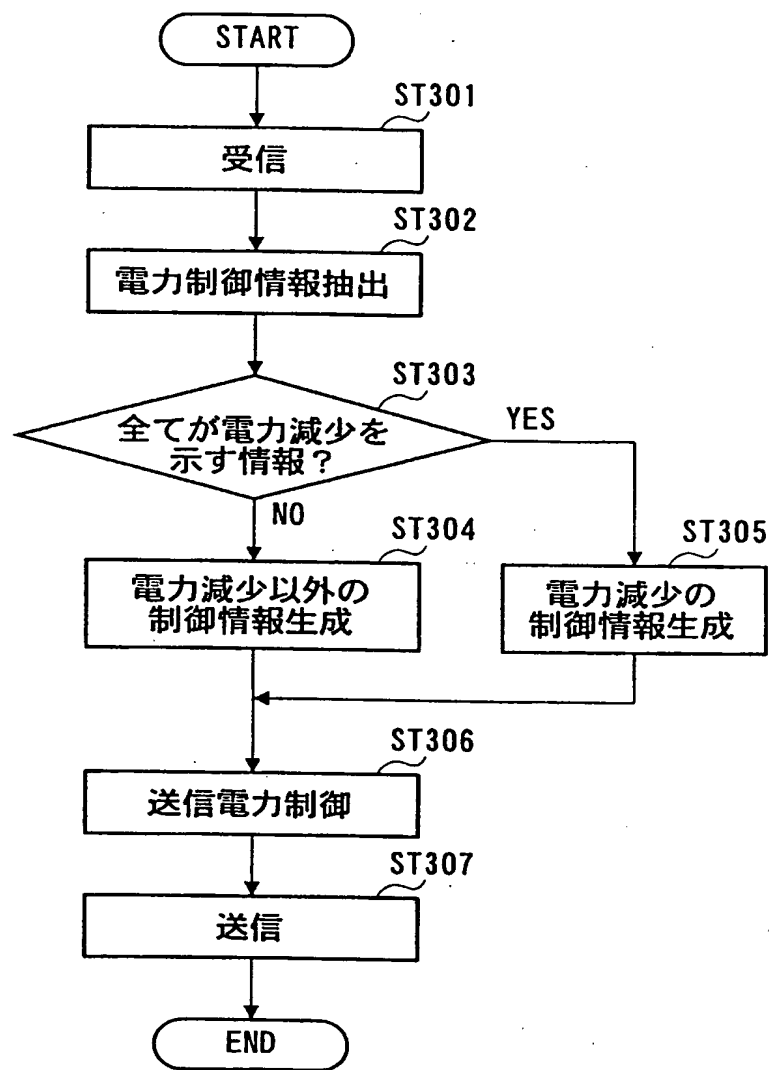 START
ST301
受信
ST302
電力制御情報抽出
ST303
全てが電力減少を
示す情報？
YES
NO
ST304
電力減少以外の
制御情報生成
ST305
電力減少の
制御情報生成
ST306
送信電力制御
ST307
送信
END